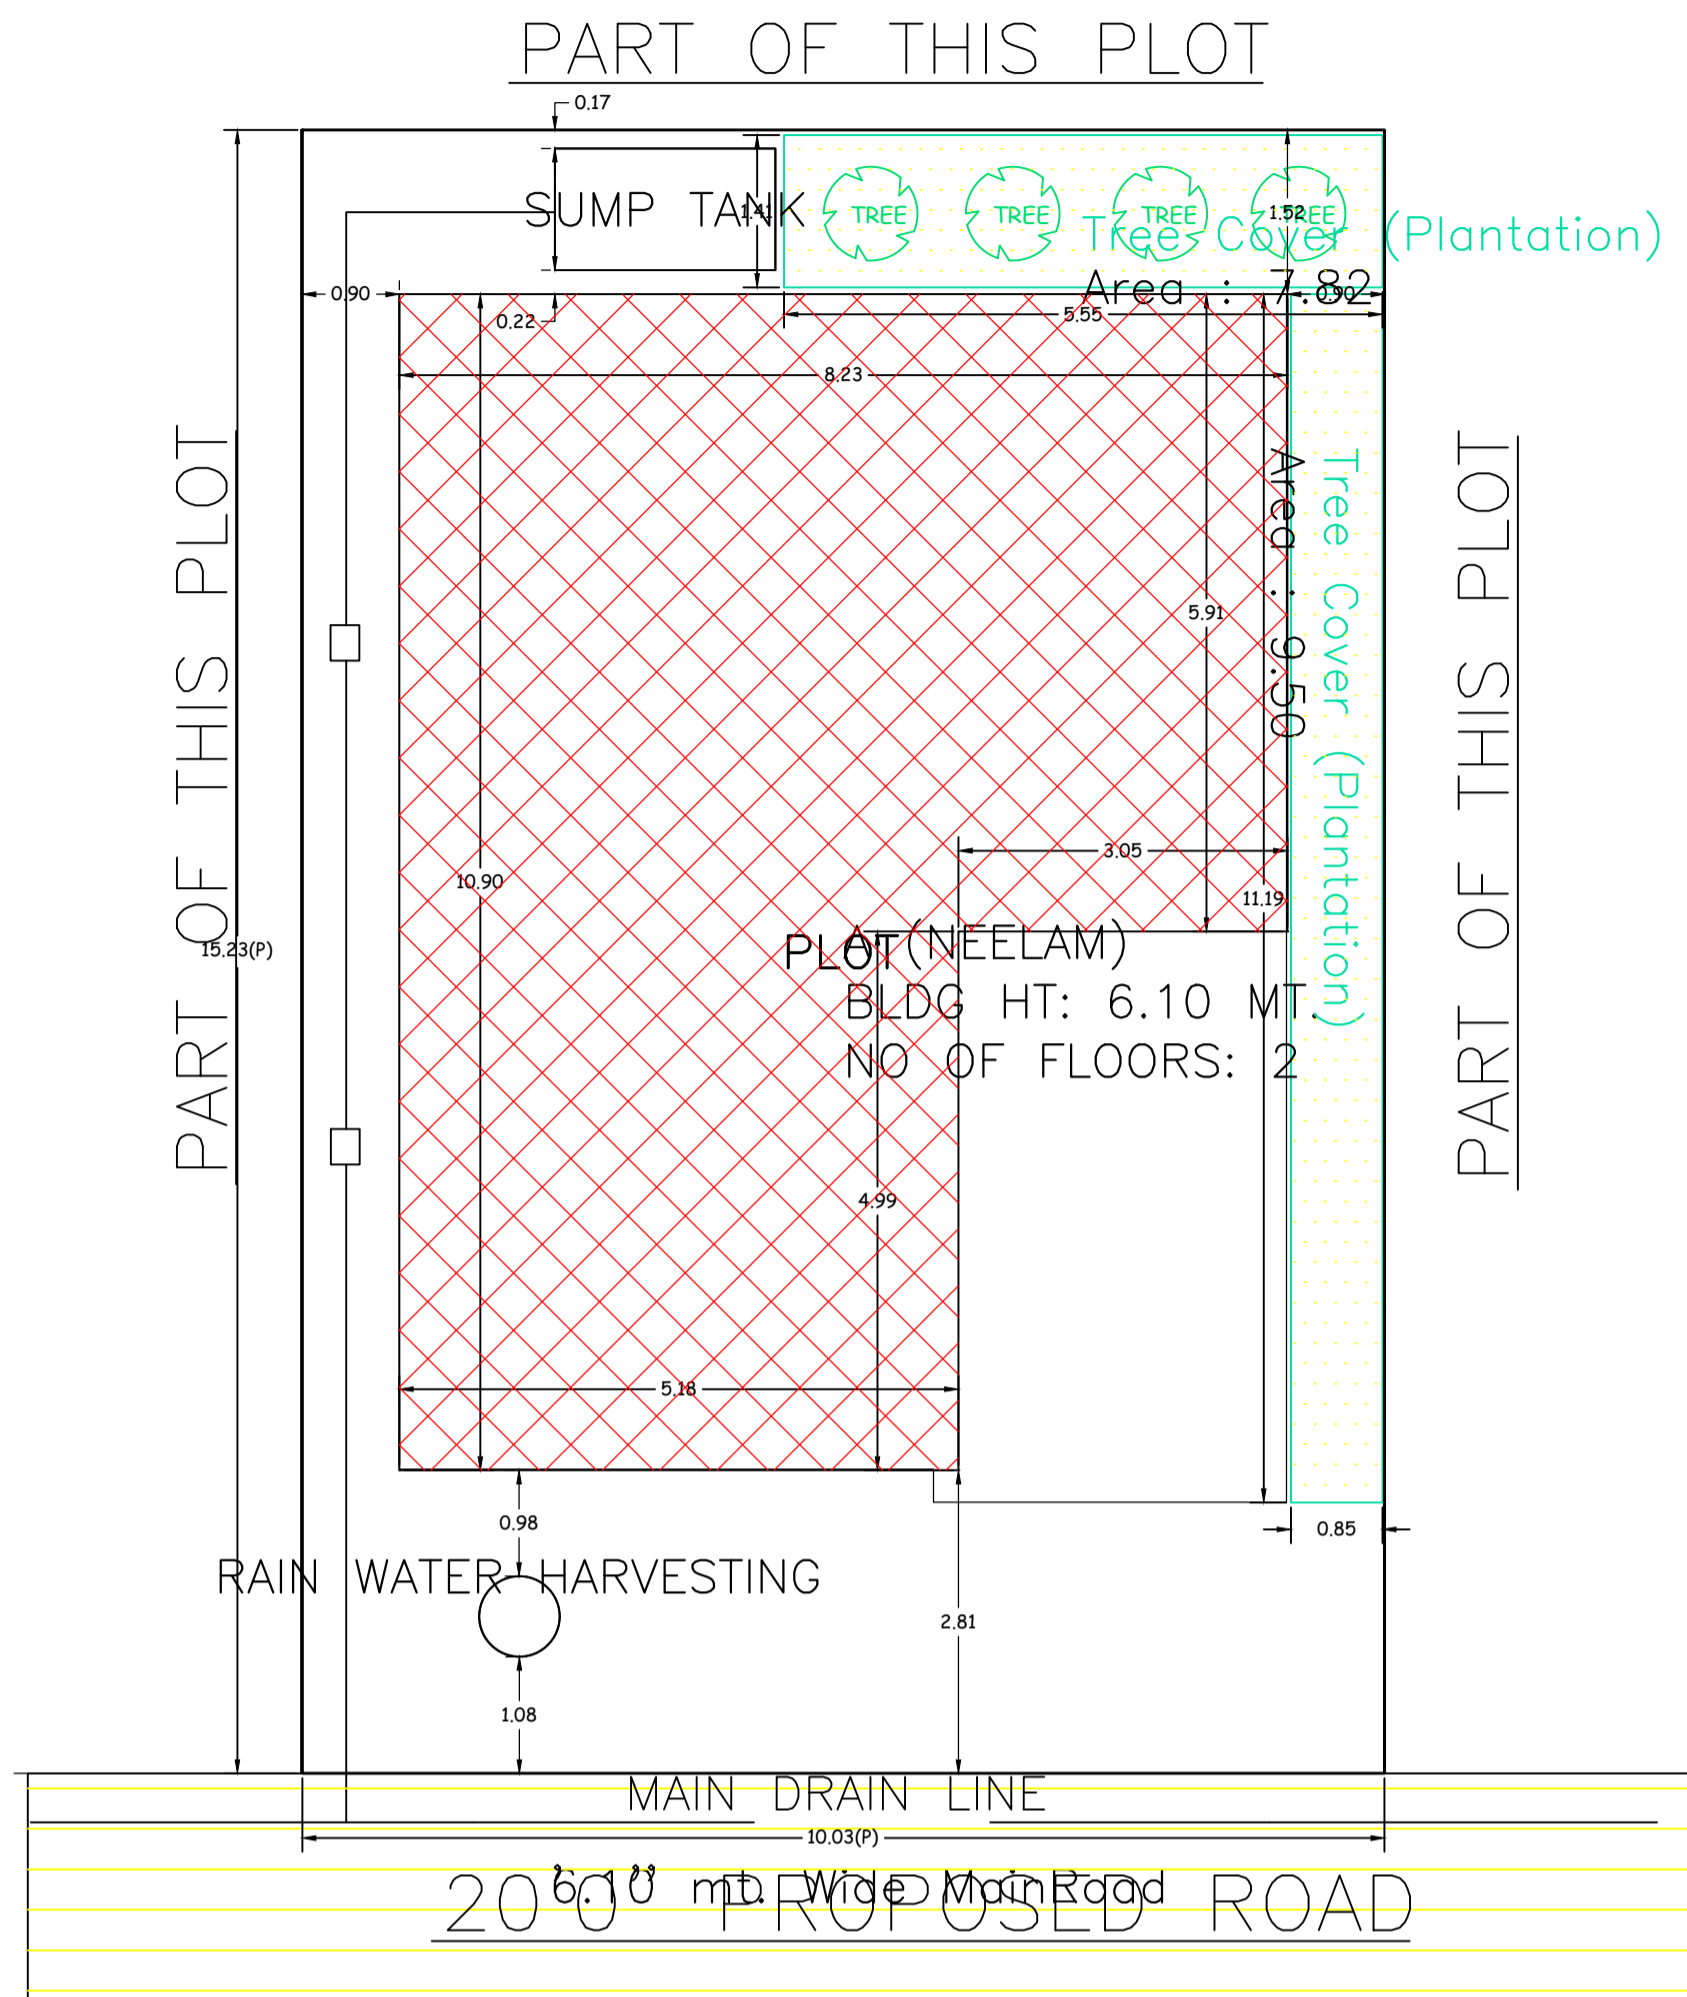 PART OF THIS PLOT
0.17
SUMP TANK
1.41
TREE
TREE
TREE
TREE
1.52
Tree Cover (Plantation)
Area : 7.82
0.90
0.90
0.22
5.55
8.23
PART OF THIS PLOT
15.23(P)
Tree Cover (Plantation)
Area : 9.50
PART OF THIS PLOT
5.91
3.05
10.90
11.19
PLOT
A (NEELAM)
BLDG HT: 6.10 MT.
NO OF FLOORS: 2
4.99
5.18
0.98
0.85
RAIN WATER HARVESTING
2.81
1.08
MAIN DRAIN LINE
10.03(P)
6.10 mt. Wide MainRoad
20'0" PROPOSED ROAD